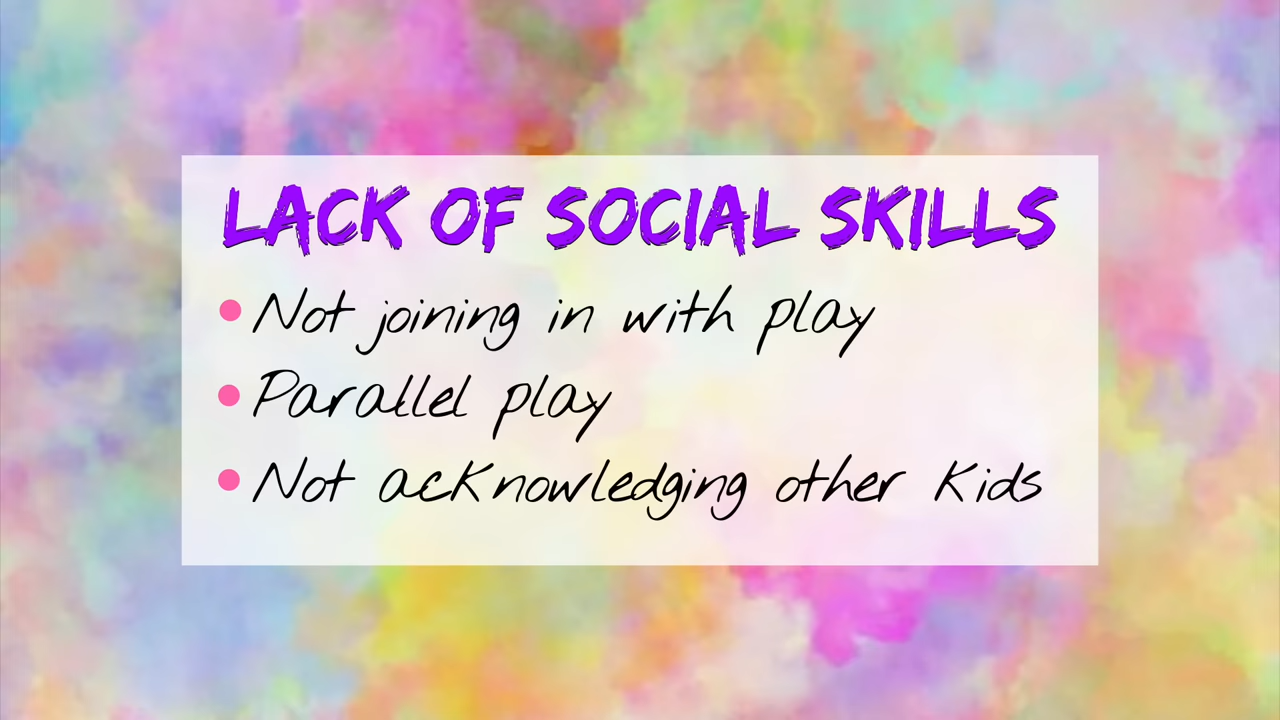 LACK OF SOCIAL SKILLS
• Not joining in with play
• Parallel play
• Not acknowledging other kids